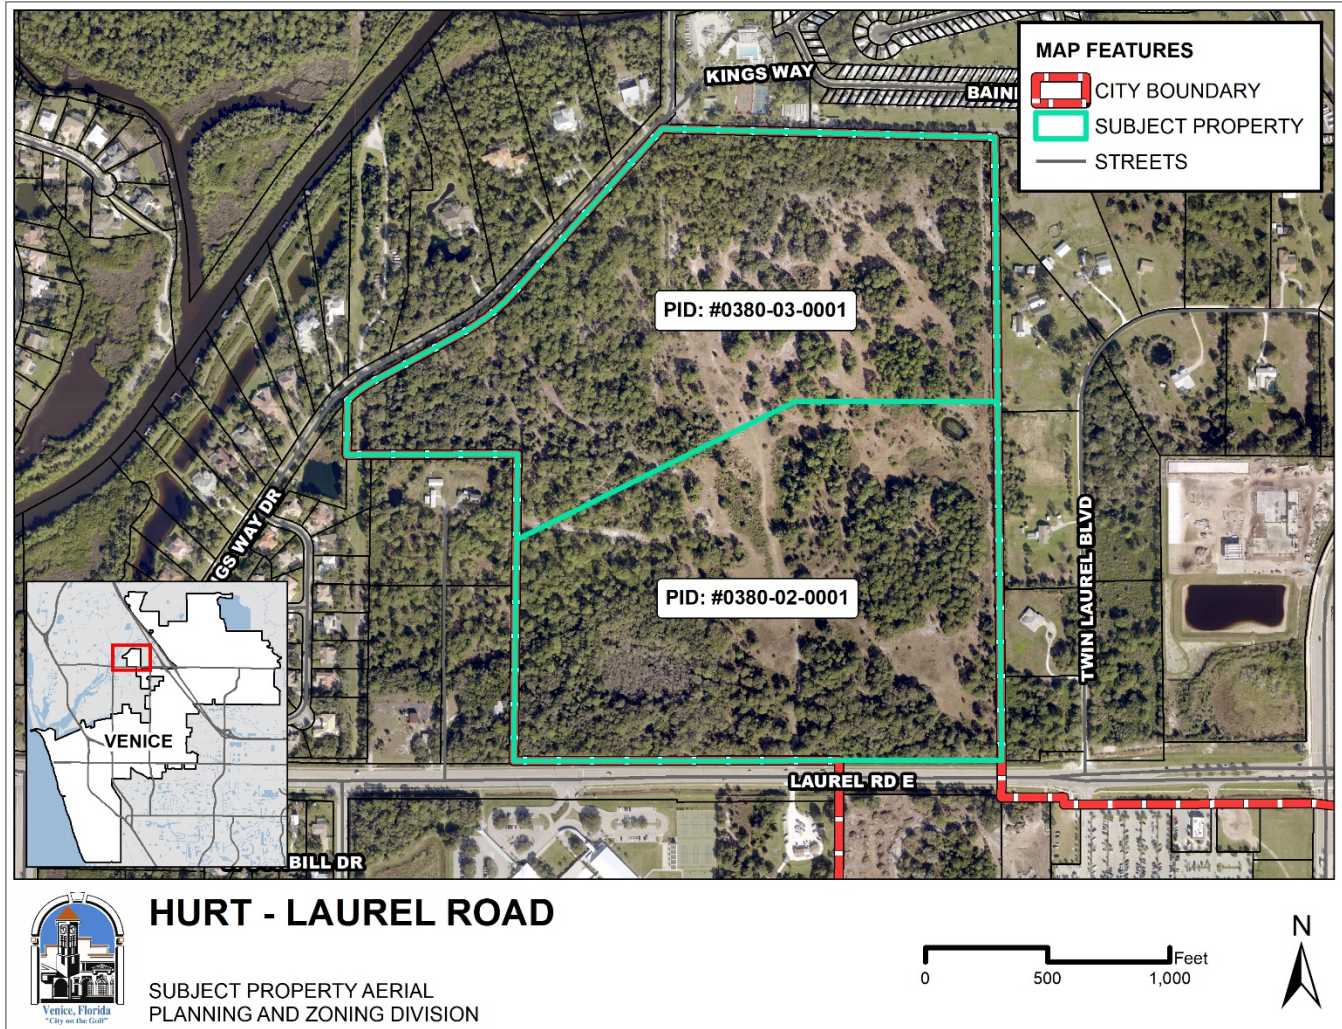 MAP FEATURES
CITY BOUNDARY
SUBJECT PROPERTY
STREETS
KINGS WAY
BAIN
PID: #0380-03-0001
GS WAY DR
TWIN LAUREL BLVD
PID: #0380-02-0001
VENICE
LAUREL RD E
BILL DR
HURT - LAUREL ROAD
SUBJECT PROPERTY AERIAL
PLANNING AND ZONING DIVISION
Venice, Florida
"City on the Gulf"
Feet
0 500 1,000
N